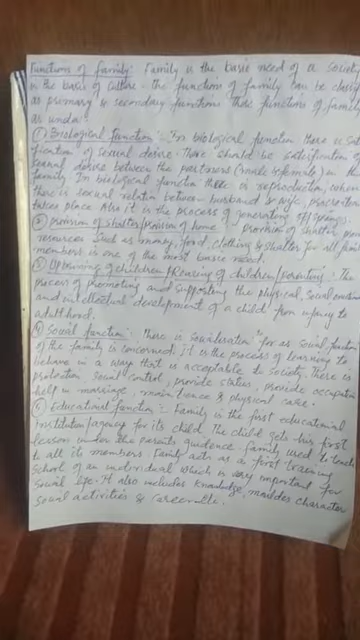 Functions of family: Family is the basic need of a society
is the basis of culture. The function of family can be classi
as primary & secondary functions. These functions of family
as under:
① Biological function :- In biological function there is sat
fication of sexual desire. There should be satisfaction of
sexual desire between the partners (male & female) in the
family. In biological function there is reproduction, when
there is sexual relation between husband & wife, procreation
takes place. Also it is the process of generating off springs.
② provision of shelter/provision of home : provision of shelter
resources such as money, food, clothing & shelter for all family
members is one of the most basic need.
③ Upbringing of children / Rearing of children / parenting : The
process of promoting and supporting the physical, social emotion
and intellectual development of a child from infancy to
adulthood.
④ Social function : There is socialisation for as social function
of the family is concerned. It is the process of learning to
behave in a way that is acceptable to society. There is
protection social control, provide status, provide occupation
help in marriage, & physical care.
⑤ Educational function :- Family is the first educational
institution/agency for its child. The child gets his first
lesson under the parents guidence family used to teach
to all its members. Family acts as a first training
school of an individual which is very important for
social life. It also includes knowledge, mouldes character
social activities &